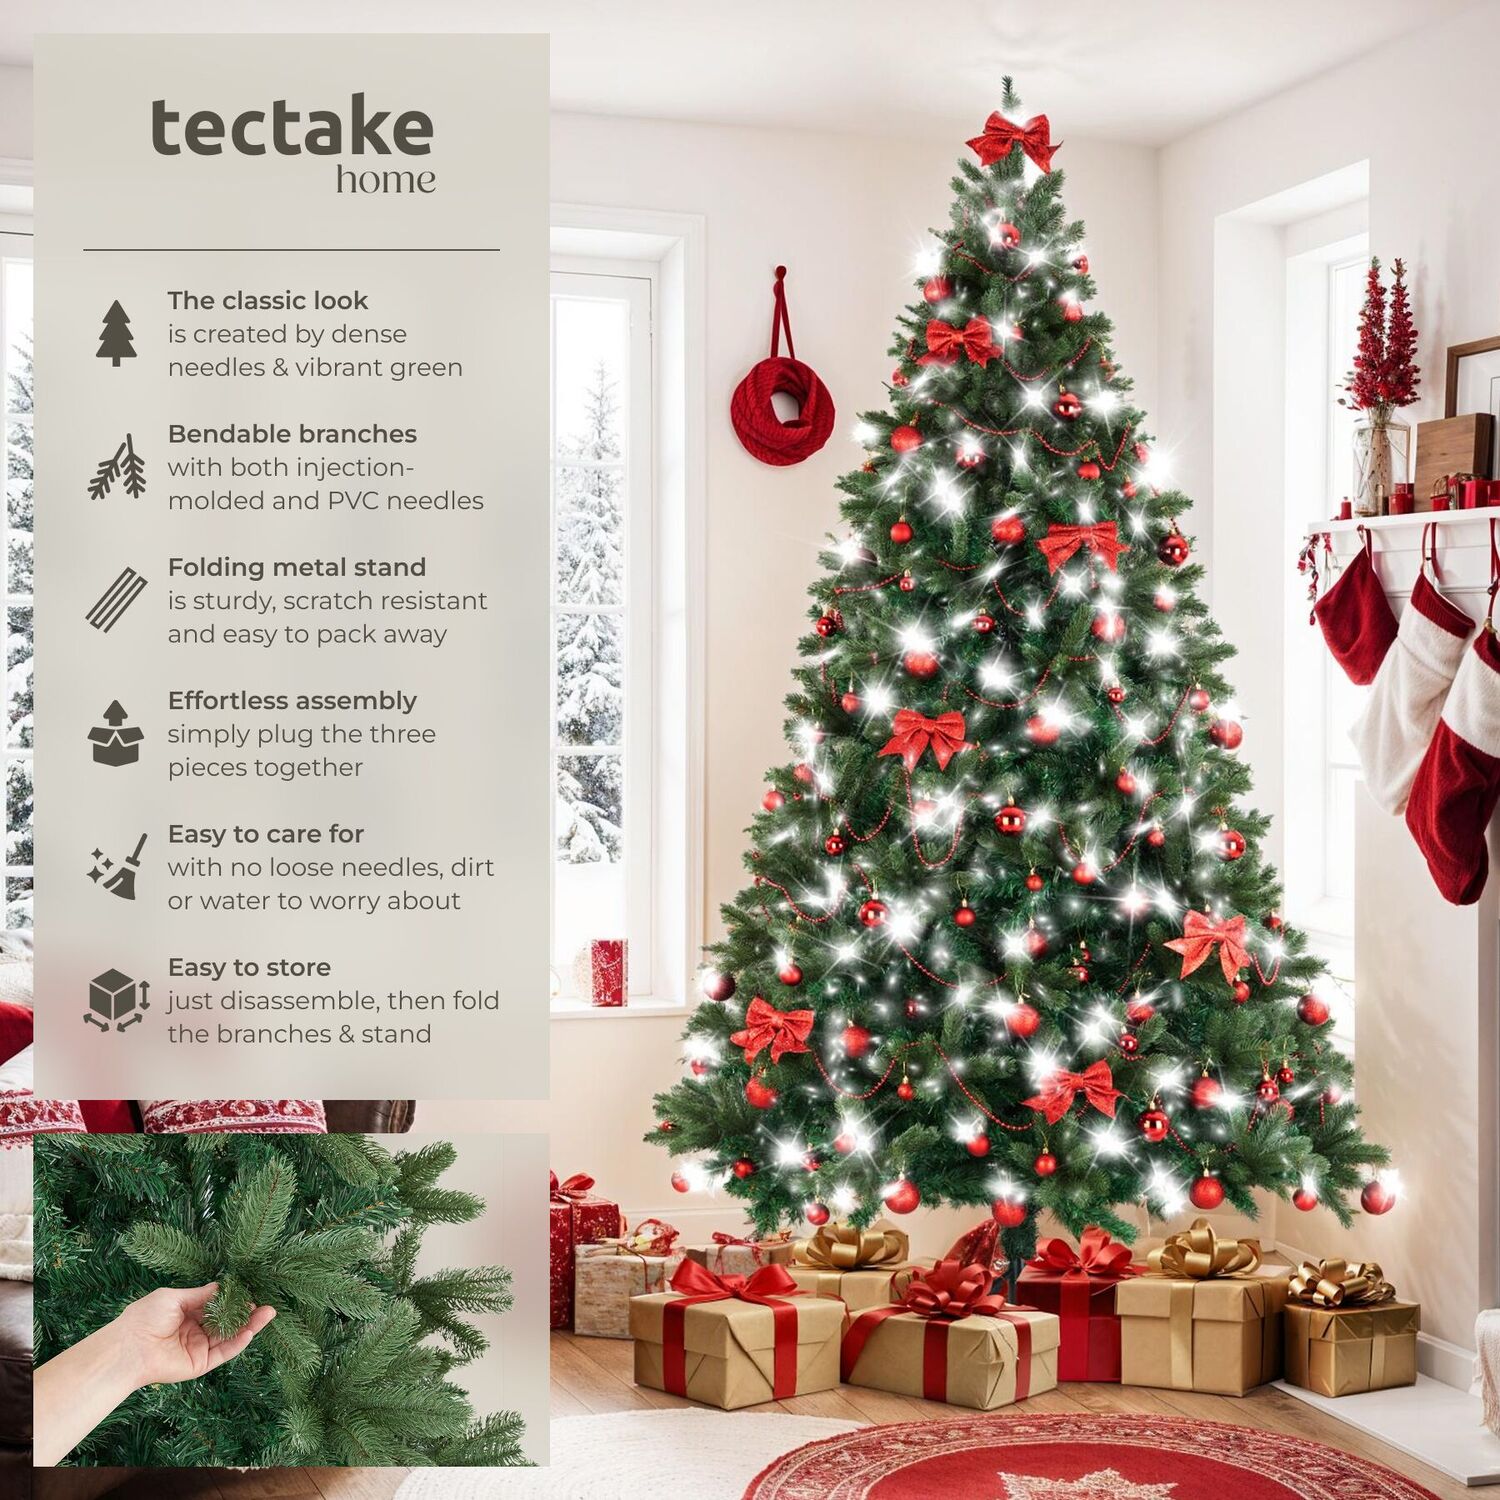 tectake
home
The classic look
is created by dense
needles & vibrant green
Bendable branches
with both injection-
molded and PVC needles
Folding metal stand
is sturdy, scratch resistant
and easy to pack away
Effortless assembly
simply plug the three
pieces together
Easy to care for
with no loose needles, dirt
or water to worry about
Easy to store
just disassemble, then fold
the branches & stand